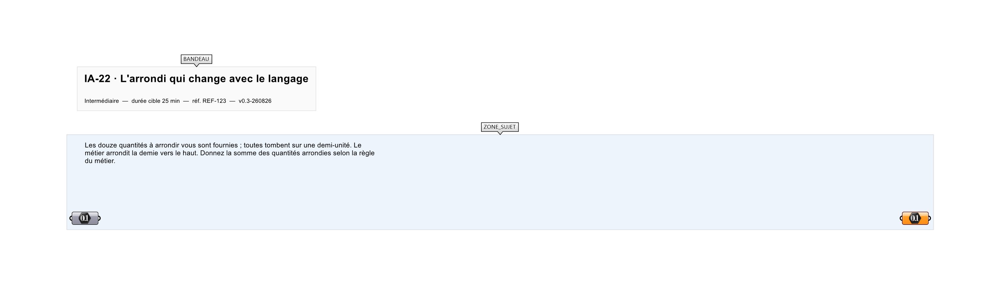 BANDEAU
IA-22 · L'arrondi qui change avec le langage
Intermédiaire — durée cible 25 min — réf. REF-123 — v0.3-260826
ZONE_SUJET
Les douze quantités à arrondir vous sont fournies ; toutes tombent sur une demi-unité. Le
métier arrondit la demie vers le haut. Donnez la somme des quantités arrondies selon la règle
du métier.
0.1
0.1